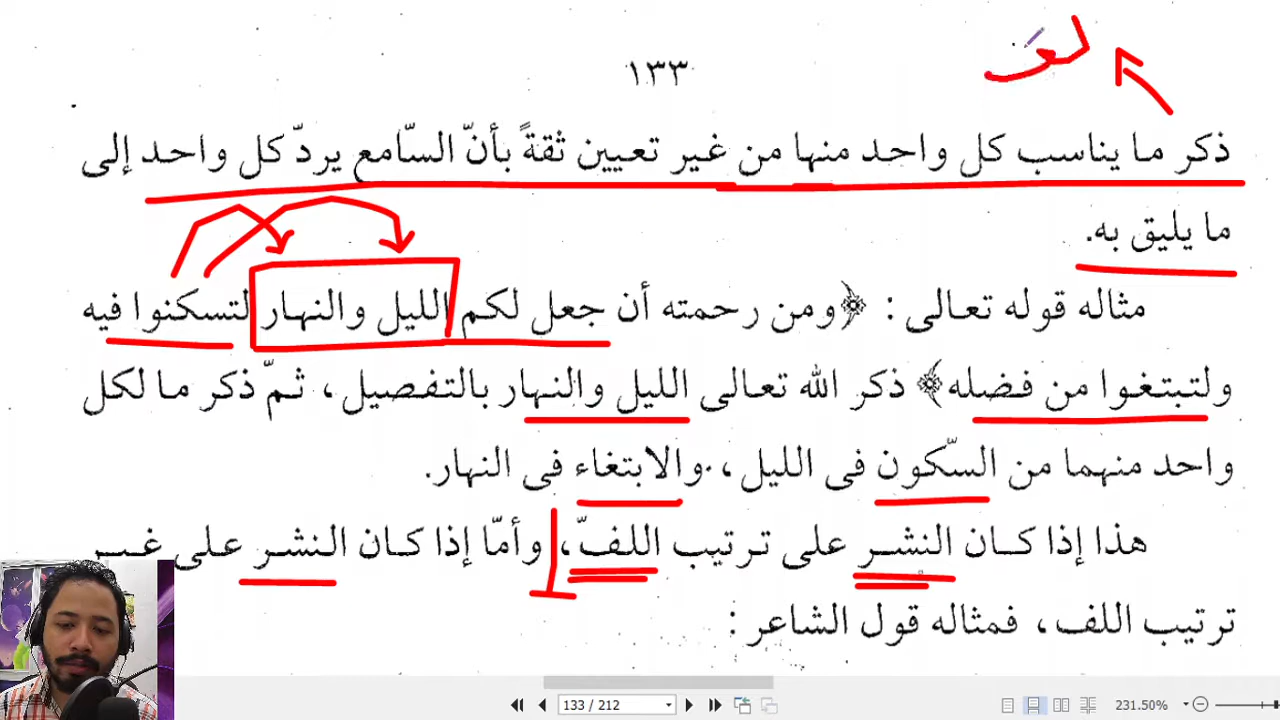 ١٣٣
لف
ذكر ما يناسب كل واحد منها من غير تعيين ثقةً بأنّ السّامع يردّ كل واحد إلى
ما يليق به.
مثاله قوله تعالى : ﴿ومن رحمته أن جعل لكم الليل والنهار لتسكنوا فيه
ولتبتغوا من فضله﴾ ذكر الله تعالى الليل والنهار بالتفصيل، ثمّ ذكر ما لكل
واحد منهما من السّكون فى الليل، والابتغاء فى النهار.
هذا إذا كان النشر على ترتيب اللفّ، وأمّا إذا كان النشر على غير
ترتيب اللف، فمثاله قول الشاعر :
133 / 212
231.50%